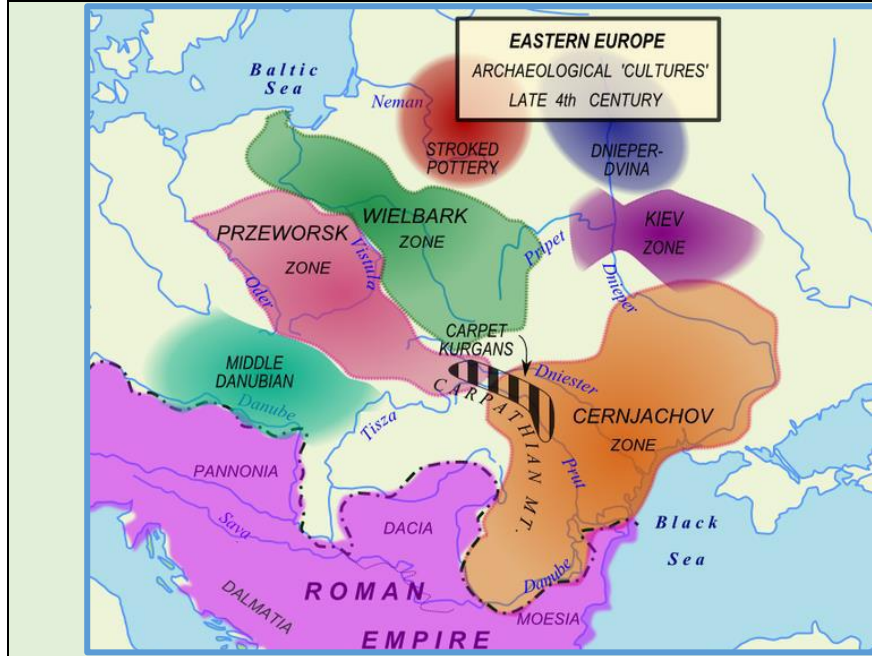 EASTERN EUROPE
ARCHAEOLOGICAL 'CULTURES'
LATE 4th CENTURY
Baltic
Sea
Neman
STROKED
POTTERY
DNIEPER-
DVINA
WIELBARK
ZONE
PRZEWORSK
ZONE
Vistula
Oder
Pripet
KIEV
ZONE
Dnieper
CARPET
KURGANS
Dniester
CARPATHIAN MT.
MIDDLE
DANUBIAN
Danube
Tisza
CERNJACHOV
ZONE
Prut
PANNONIA
Sava
DACIA
Black
Sea
Danube
DALMATIA
ROMAN
EMPIRE
MOESIA